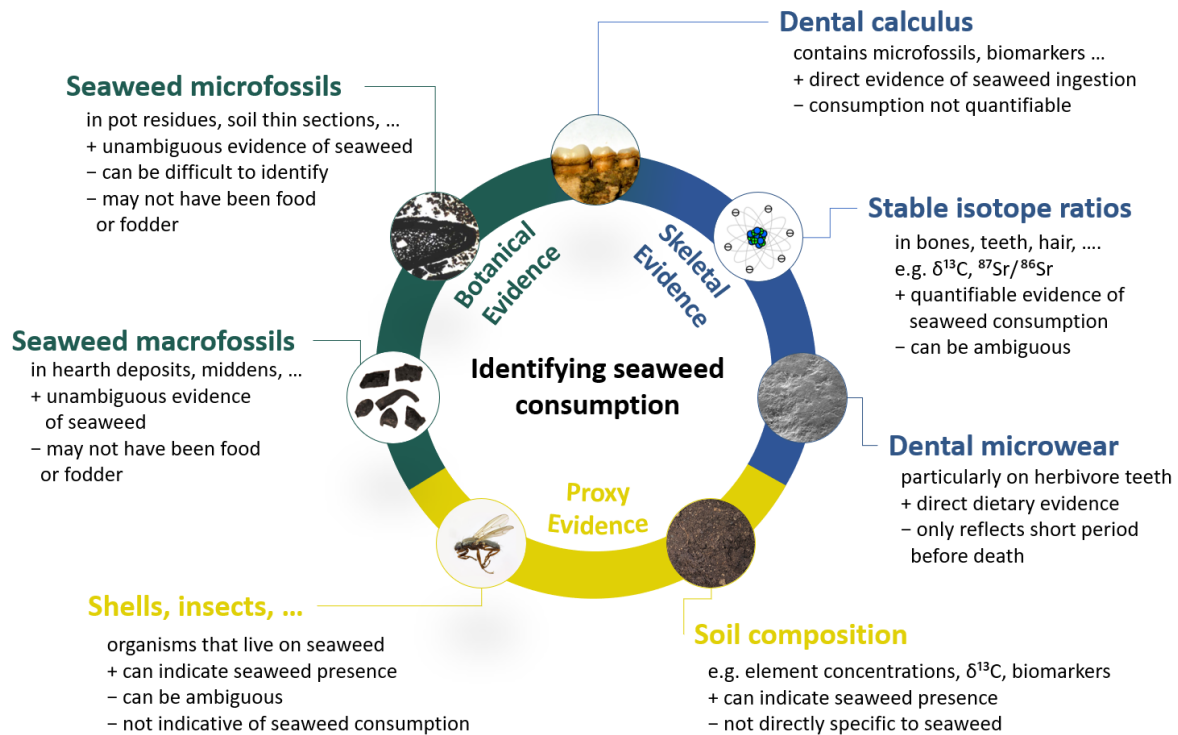 Dental calculus
contains microfossils, biomarkers ...
+ direct evidence of seaweed ingestion
− consumption not quantifiable
Seaweed microfossils
in pot residues, soil thin sections, ...
+ unambiguous evidence of seaweed
− can be difficult to identify
− may not have been food
or fodder
Stable isotope ratios
in bones, teeth, hair, ....
e.g. δ¹³C, ⁸⁷Sr/⁸⁶Sr
+ quantifiable evidence of
seaweed consumption
− can be ambiguous
Botanical
Evidence
Skeletal
Evidence
Seaweed macrofossils
in hearth deposits, middens, ...
+ unambiguous evidence
of seaweed
− may not have been food
or fodder
Identifying seaweed
consumption
Dental microwear
particularly on herbivore teeth
+ direct dietary evidence
− only reflects short period
before death
Proxy
Evidence
Shells, insects, ...
organisms that live on seaweed
+ can indicate seaweed presence
− can be ambiguous
− not indicative of seaweed consumption
Soil composition
e.g. element concentrations, δ¹³C, biomarkers
+ can indicate seaweed presence
− not directly specific to seaweed